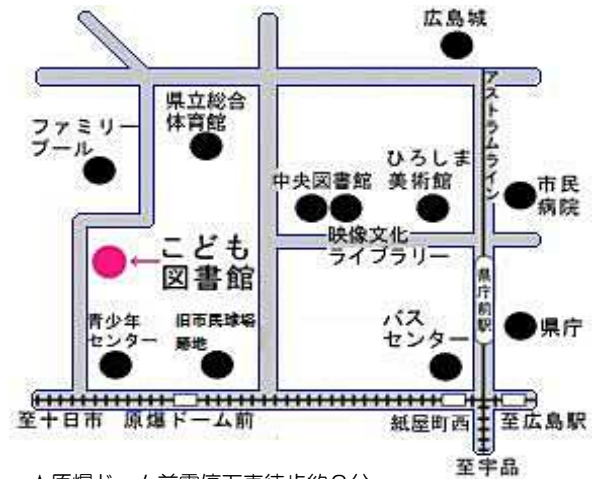 広島城
県立総合
体育館
ファミリー
プール
アストラムライン
ひろしま
美術館
中央図書館
市民
病院
映像文化
ライブラリー
こども
図書館
県庁前駅
青少年
センター
旧市民球場
跡地
バス
センター
県庁
至十日市
原爆ドーム前
紙屋町西
至広島駅
至宇品